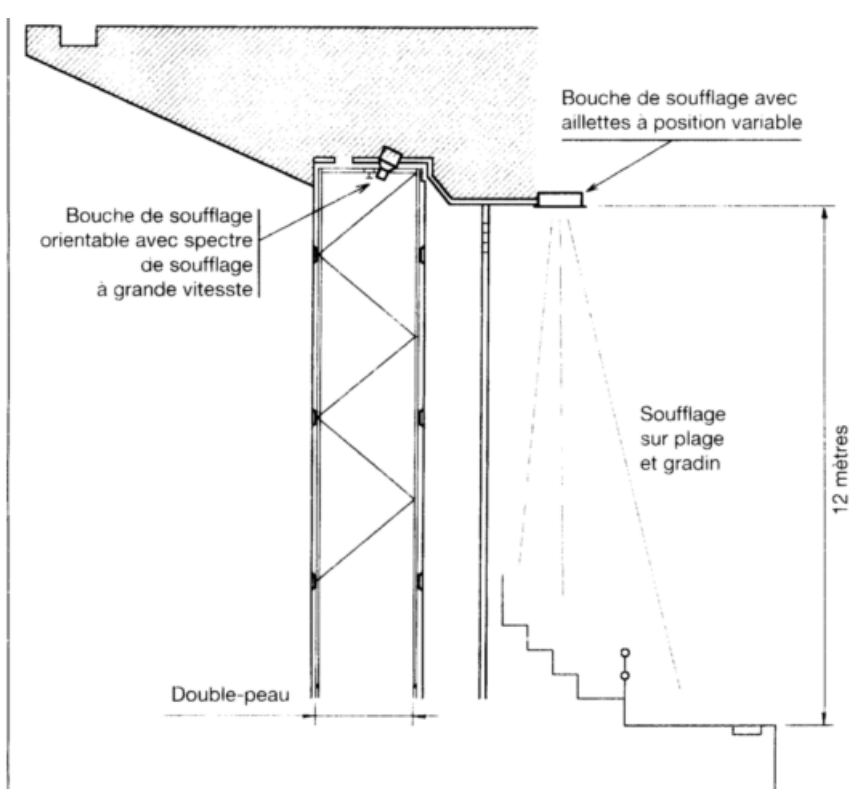 Bouche de soufflage avec
aillettes à position variable
Bouche de soufflage
orientable avec spectre
de soufflage
à grande vitesste
Soufflage
sur plage
et gradin
12 mètres
Double-peau